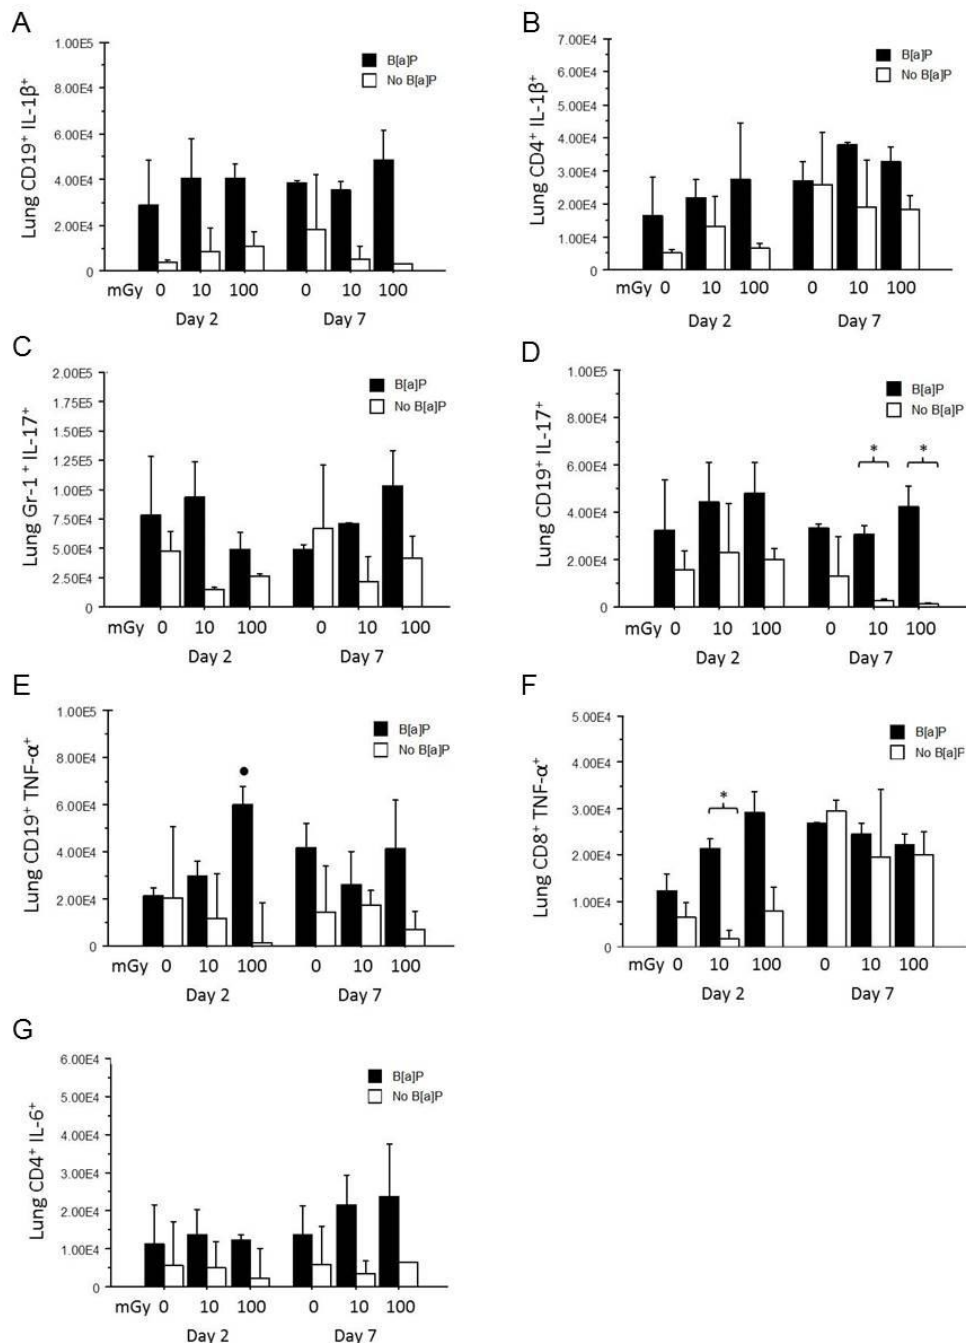 A
Lung CD19⁺ IL-1β⁺
1.00E5
8.00E4
6.00E4
4.00E4
2.00E4
0
B[a]P
No B[a]P
mGy 0 10 100 0 10 100
Day 2 Day 7
B
Lung CD4⁺ IL-1β⁺
7.00E4
6.00E4
5.00E4
4.00E4
3.00E4
2.00E4
1.00E4
0
B[a]P
No B[a]P
mGy 0 10 100 0 10 100
Day 2 Day 7
C
Lung Gr-1 ⁺ IL-17⁺
2.00E5
1.75E5
1.50E5
1.25E5
1.00E5
7.50E4
5.00E4
2.50E4
0
B[a]P
No B[a]P
mGy 0 10 100 0 10 100
Day 2 Day 7
D
Lung CD19⁺ IL-17⁺
1.00E5
8.00E4
6.00E4
4.00E4
2.00E4
0
B[a]P
No B[a]P
* *
mGy 0 10 100 0 10 100
Day 2 Day 7
E
Lung CD19⁺ TNF-α⁺
1.00E5
8.00E4
6.00E4
4.00E4
2.00E4
0
B[a]P
No B[a]P
•
mGy 0 10 100 0 10 100
Day 2 Day 7
F
Lung CD8⁺ TNF-α⁺
5.00E4
4.00E4
3.00E4
2.00E4
1.00E4
0
B[a]P
No B[a]P
*
mGy 0 10 100 0 10 100
Day 2 Day 7
G
Lung CD4⁺ IL-6⁺
6.00E4
5.00E4
4.00E4
3.00E4
2.00E4
1.00E4
0
B[a]P
No B[a]P
mGy 0 10 100 0 10 100
Day 2 Day 7